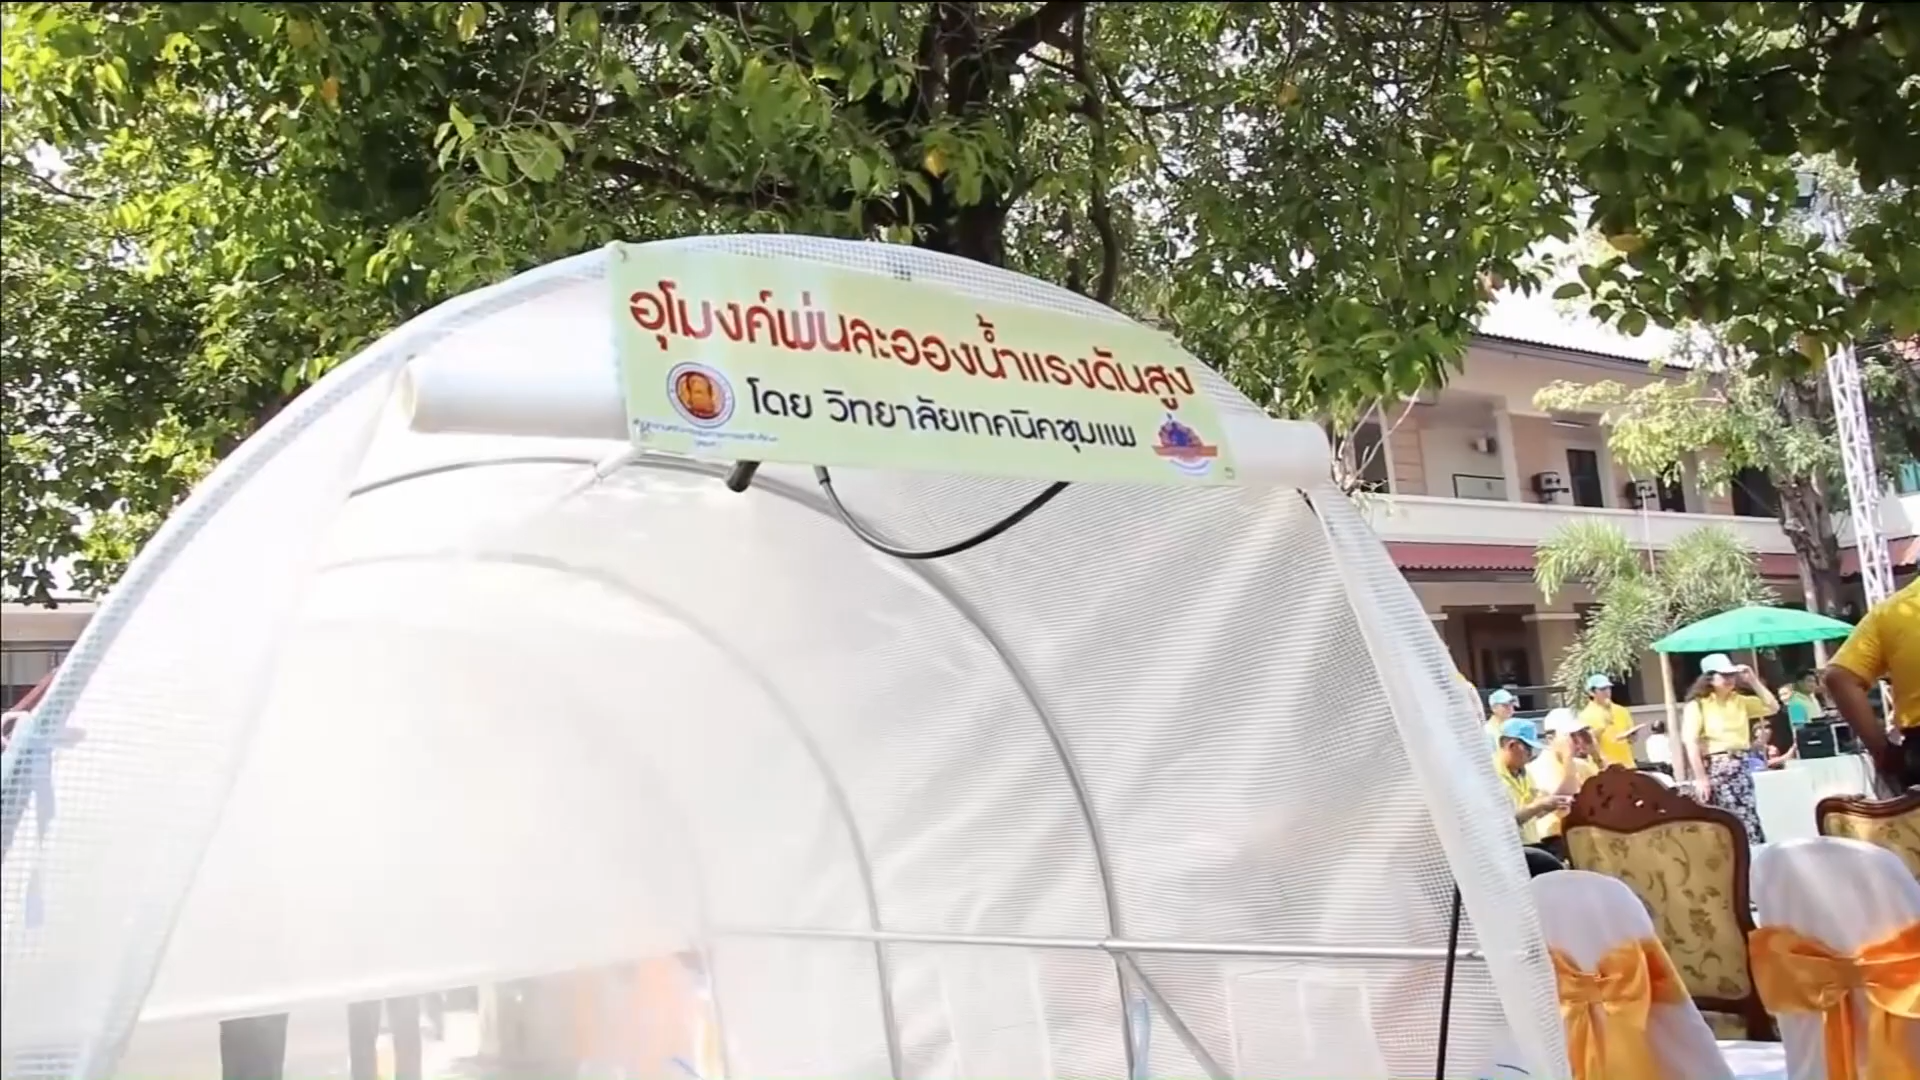 อุโมงค์พ่นละอองน้ำแรงดันสูง
โดย วิทยาลัยเทคนิคชุมแพ